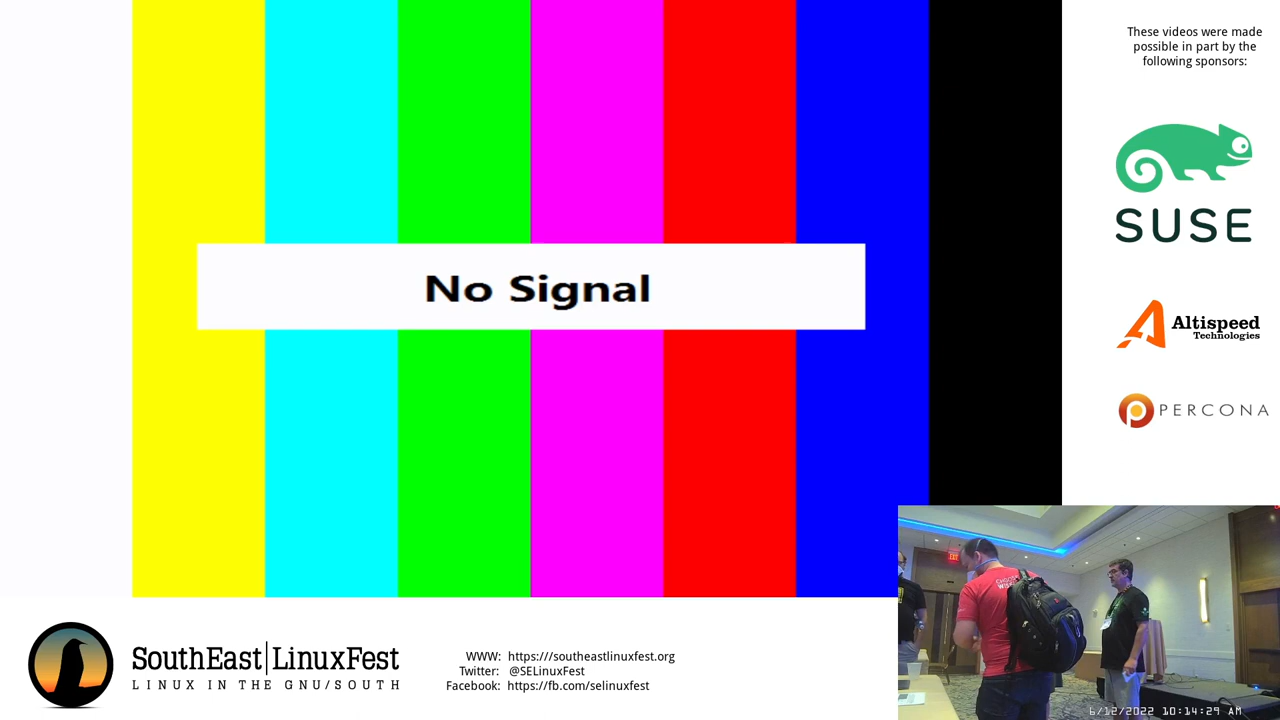 These videos were made
possible in part by the
following sponsors:
SUSE
Altispeed
Technologies
PERCONA
No Signal
SouthEast LinuxFest
LINUX IN THE GNU/SOUTH
WWW: https:///southeastlinuxfest.org
Twitter: @SELinuxFest
Facebook: https://fb.com/selinuxfest
EXIT
6/12/2022 10:14:29 AM